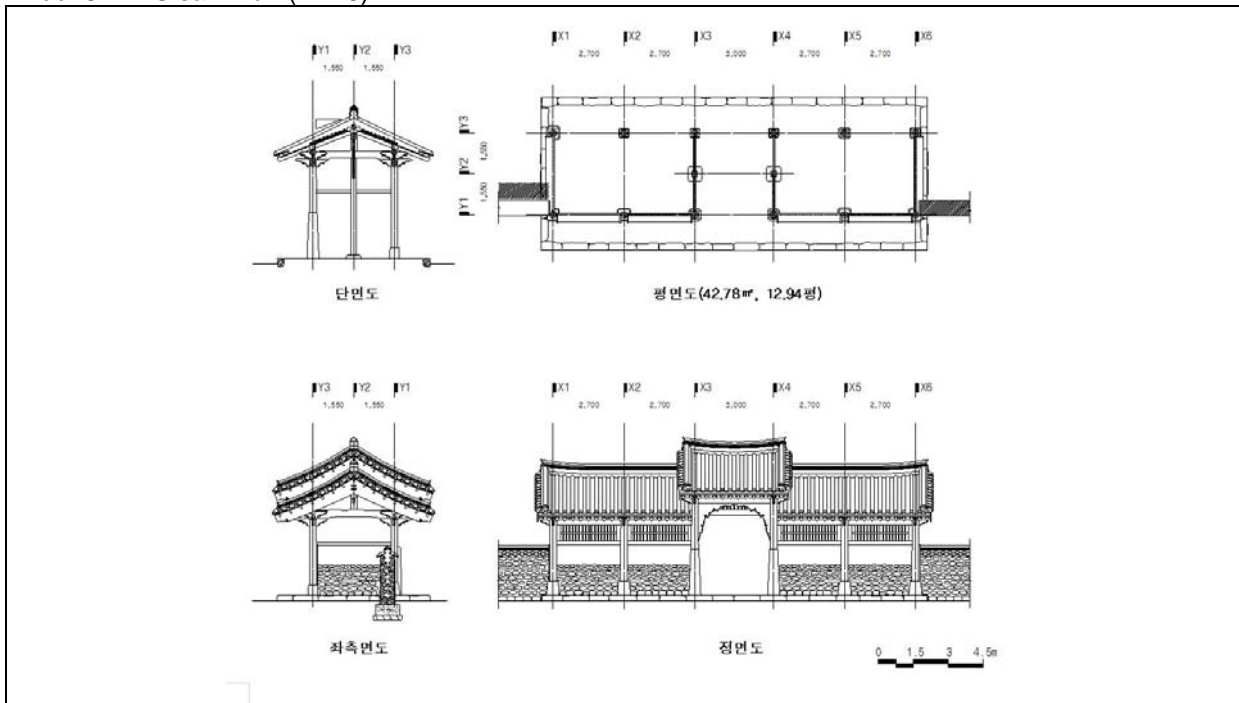 Y1 Y2 Y3
1,550 1,550
단면도
X1 X2 X3 X4 X5 X6
2,700 2,700 3,000 2,700 2,700
Y3
1,550
Y2
1,550
Y1
평면도(42.78㎡, 12.94평)
Y3 Y2 Y1
1,550 1,550
좌측면도
X1 X2 X3 X4 X5 X6
2,700 2,700 3,000 2,700 2,700
정면도
0 1.5 3 4.5m